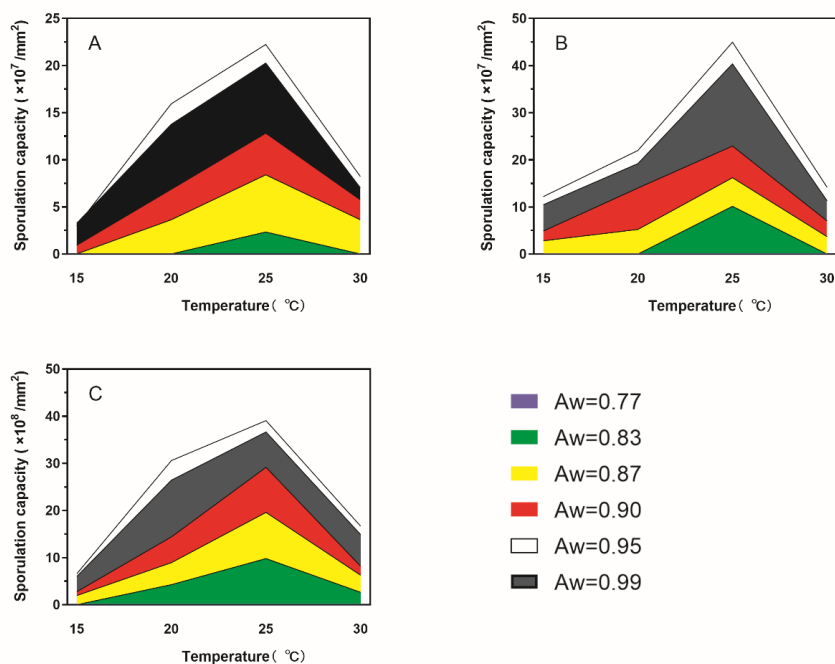 A
25
20
15
10
5
0
Sporulation capacity ( ×10⁷ /mm²)
15 20 25 30
Temperature( ℃)
B
50
40
30
20
10
0
Sporulation capacity ( ×10⁷ /mm²)
15 20 25 30
Temperature( ℃)
C
50
40
30
20
10
0
Sporulation capacity ( ×10⁸ /mm²)
15 20 25 30
Temperature( ℃)
Aw=0.77
Aw=0.83
Aw=0.87
Aw=0.90
Aw=0.95
Aw=0.99